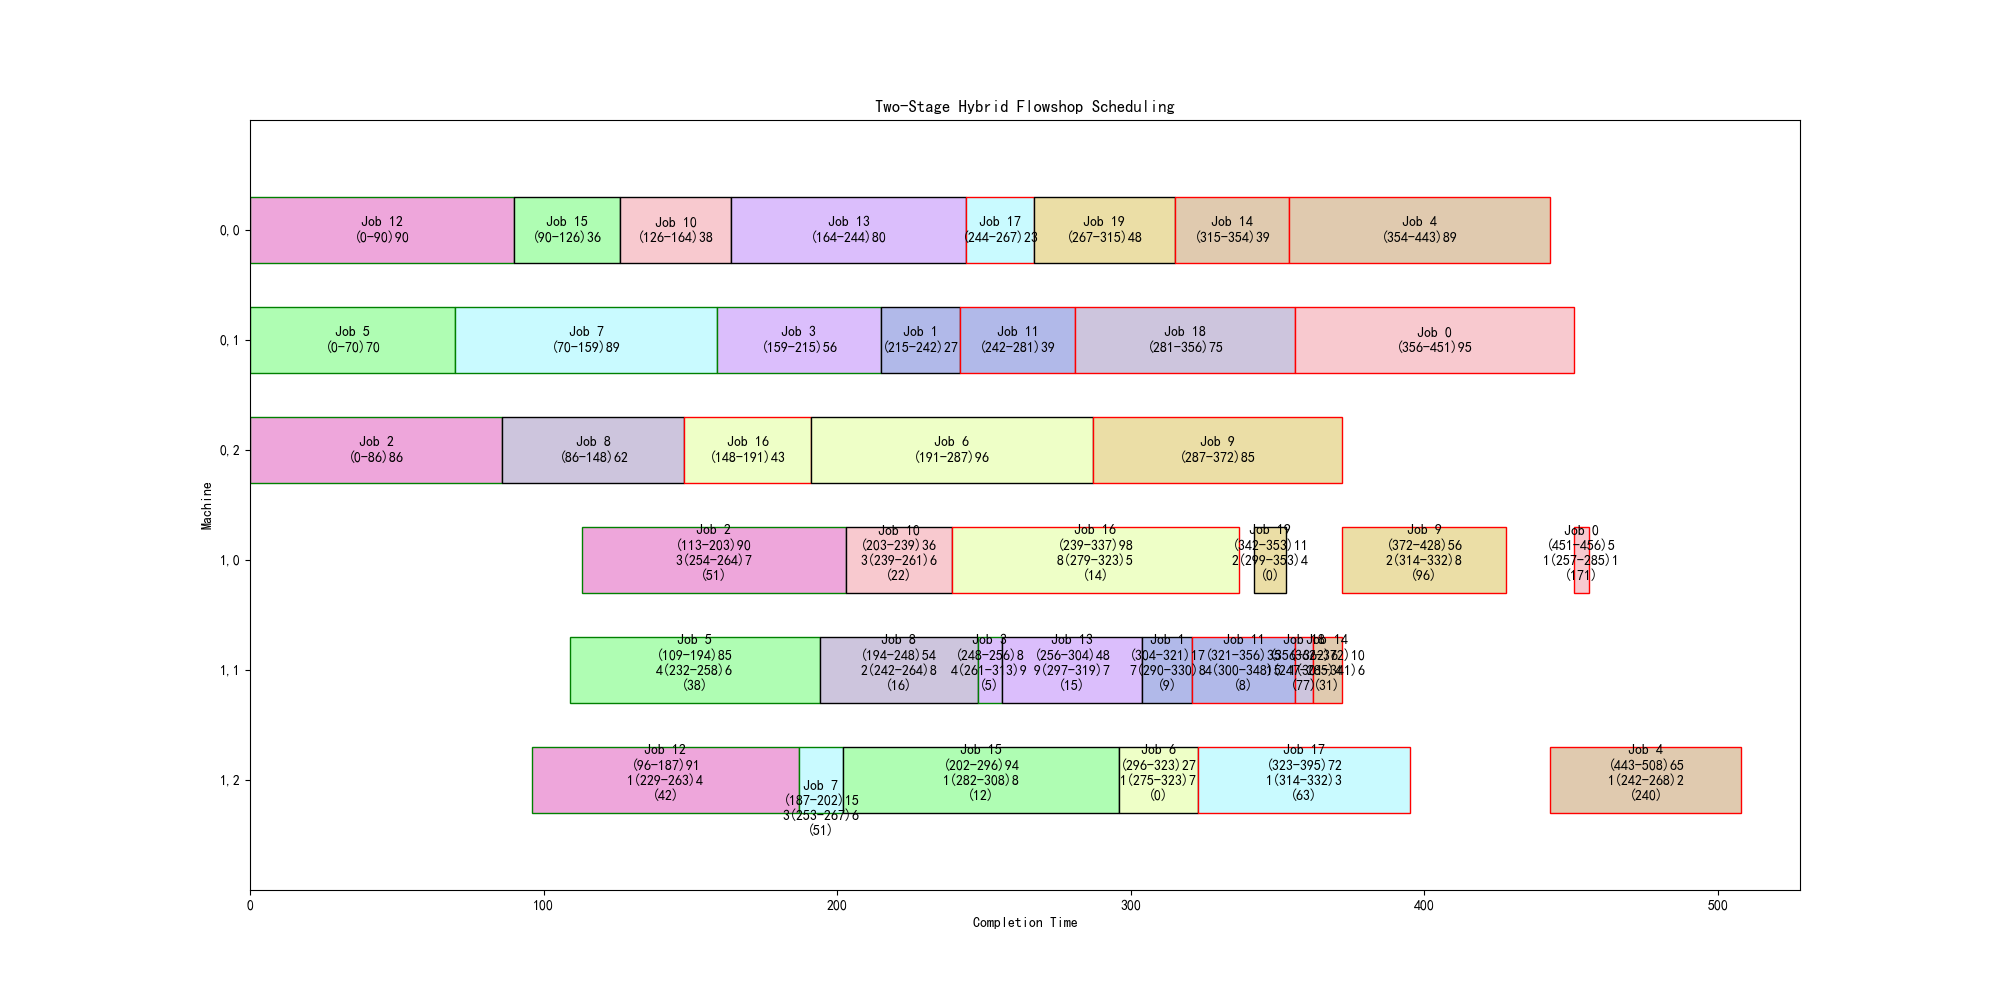 Two-Stage Hybrid Flowshop Scheduling
Machine
0,0
Job 12
(0-90)90
Job 15
(90-126)36
Job 10
(126-164)38
Job 13
(164-244)80
Job 17
(244-267)23
Job 19
(267-315)48
Job 14
(315-354)39
Job 4
(354-443)89
0,1
Job 5
(0-70)70
Job 7
(70-159)89
Job 3
(159-215)56
Job 1
(215-242)27
Job 11
(242-281)39
Job 18
(281-356)75
Job 0
(356-451)95
0,2
Job 2
(0-86)86
Job 8
(86-148)62
Job 16
(148-191)43
Job 6
(191-287)96
Job 9
(287-372)85
1,0
Job 2
(113-203)90
3(254-264)7
(51)
Job 10
(203-239)36
3(239-261)6
(22)
Job 16
(239-337)98
8(279-323)5
(14)
Job 19
(342-353)11
2(299-353)4
(0)
Job 9
(372-428)56
2(314-332)8
(96)
Job 0
(451-456)5
1(257-285)1
(171)
1,1
Job 5
(109-194)85
4(232-258)6
(38)
Job 8
(194-248)54
2(242-264)8
(16)
Job 3
(248-256)8
4(261-313)9
(5)
Job 13
(256-304)48
9(297-319)7
(15)
Job 1
(304-321)17
7(290-330)8
(9)
Job 11
(321-356)35
4(300-348)5
(8)
Job 18
(77)
Job 14
(362-372)10
(31)
1,2
Job 12
(96-187)91
1(229-263)4
(42)
Job 7
(187-202)15
3(253-267)6
(51)
Job 15
(202-296)94
1(282-308)8
(12)
Job 6
(296-323)27
1(275-323)7
(0)
Job 17
(323-395)72
1(314-332)3
(63)
Job 4
(443-508)65
1(242-268)2
(240)
0
100
200
300
400
500
Completion Time